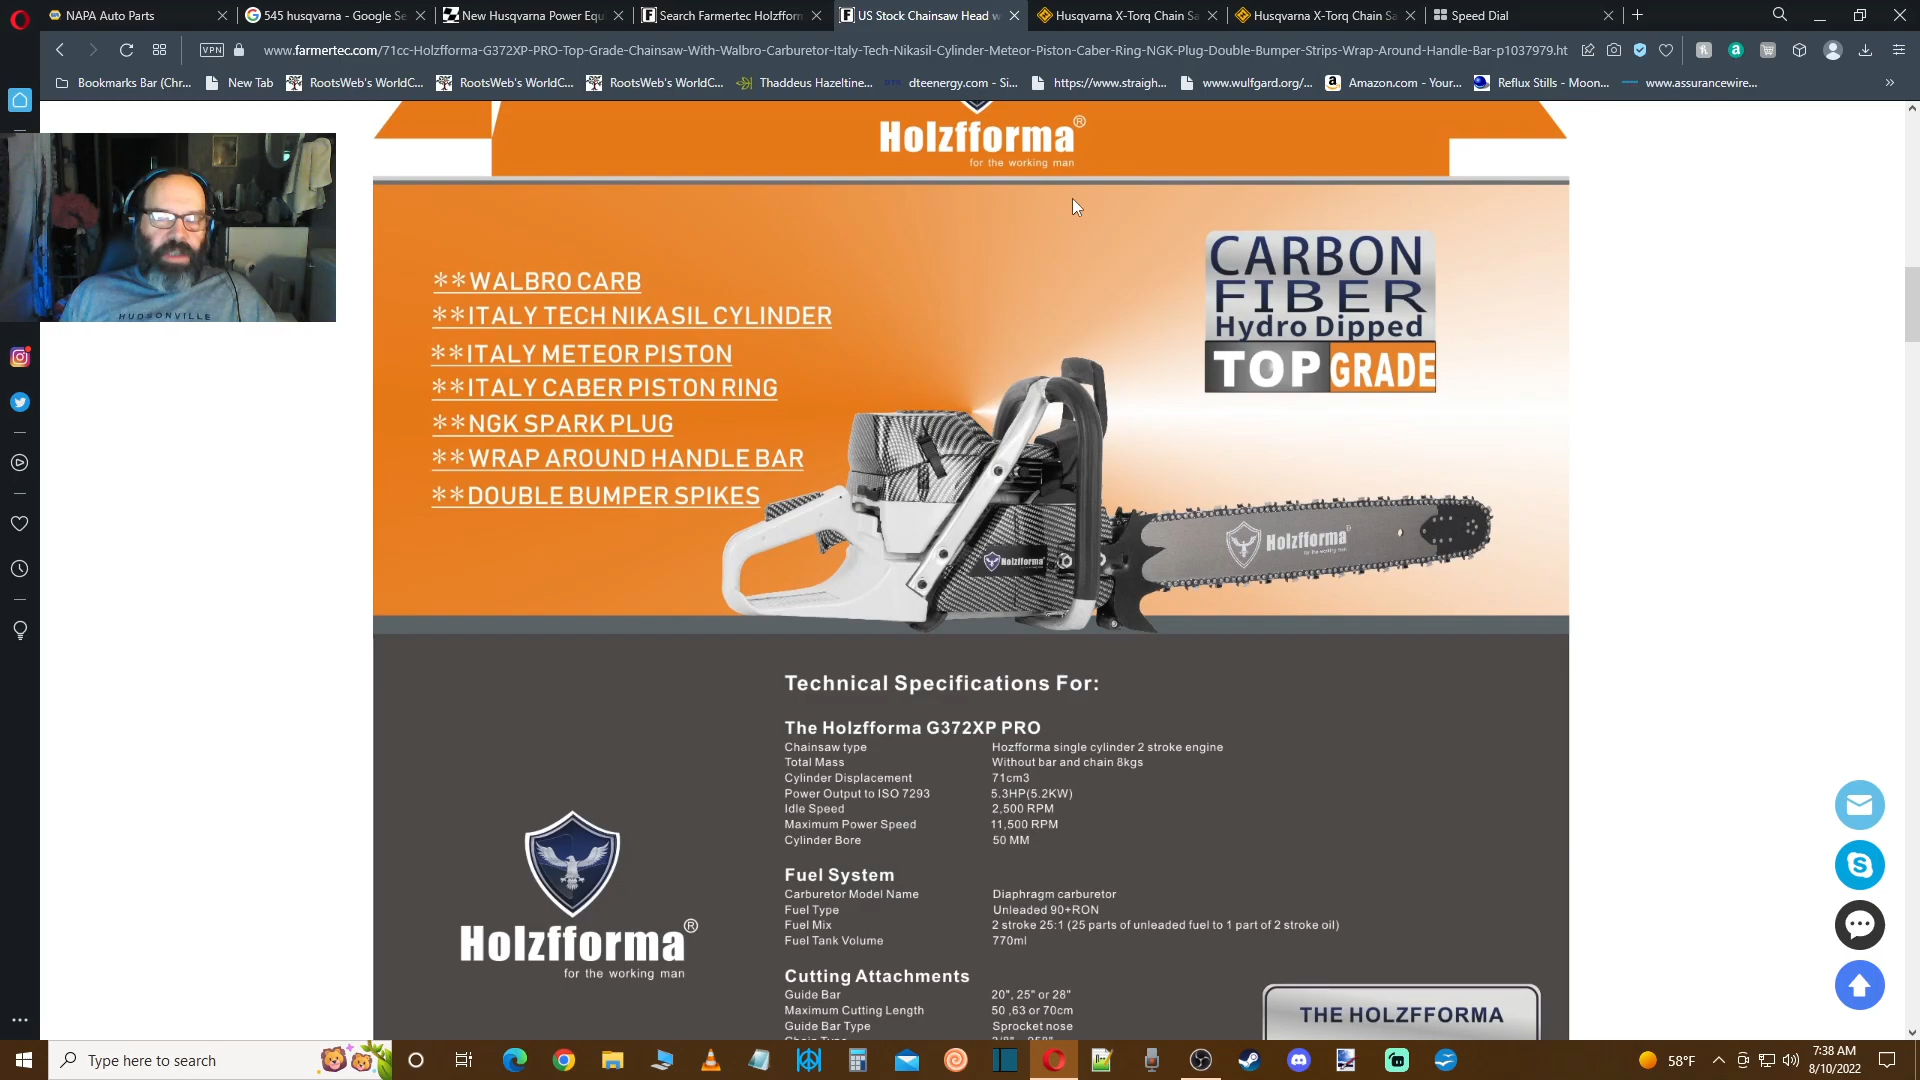 NAPA Auto Parts
545 husqvarna - Google Se
New Husqvarna Power Equi
Search Farmertec Holzfform
US Stock Chainsaw Head w
Husqvarna X-Torq Chain Sa
Husqvarna X-Torq Chain Sa
Speed Dial
VPN
www.farmertec.com/71cc-Holzfforma-G372XP-PRO-Top-Grade-Chainsaw-With-Walbro-Carburetor-Italy-Tech-Nikasil-Cylinder-Meteor-Piston-Caber-Ring-NGK-Plug-Double-Bumper-Strips-Wrap-Around-Handle-Bar-p1037979.ht
Bookmarks Bar (Chr...
New Tab
RootsWeb's WorldC...
RootsWeb's WorldC...
RootsWeb's WorldC...
Thaddeus Hazeltine...
dteenergy.com - Si...
https://www.straigh...
www.wulfgard.org/...
Amazon.com - Your...
Reflux Stills - Moon...
www.assurancewire...
Holzfforma®
for the working man
HUDSONVILLE
**WALBRO CARB
**ITALY TECH NIKASIL CYLINDER
**ITALY METEOR PISTON
**ITALY CABER PISTON RING
**NGK SPARK PLUG
**WRAP AROUND HANDLE BAR
**DOUBLE BUMPER SPIKES
CARBON
FIBER
Hydro Dipped
TOP GRADE
Holzfforma
Holzfforma
for the working man
Technical Specifications For:
The Holzfforma G372XP PRO
Chainsaw type Hozfforma single cylinder 2 stroke engine
Total Mass Without bar and chain 8kgs
Cylinder Displacement 71cm3
Power Output to ISO 7293 5.3HP(5.2KW)
Idle Speed 2,500 RPM
Maximum Power Speed 11,500 RPM
Cylinder Bore 50 MM
Fuel System
Carburetor Model Name Diaphragm carburetor
Fuel Type Unleaded 90+RON
Fuel Mix 2 stroke 25:1 (25 parts of unleaded fuel to 1 part of 2 stroke oil)
Fuel Tank Volume 770ml
Cutting Attachments
Guide Bar 20", 25" or 28"
Maximum Cutting Length 50 ,63 or 70cm
Guide Bar Type Sprocket nose
Holzfforma®
for the working man
THE HOLZFFORMA
Type here to search
58°F
7:38 AM
8/10/2022